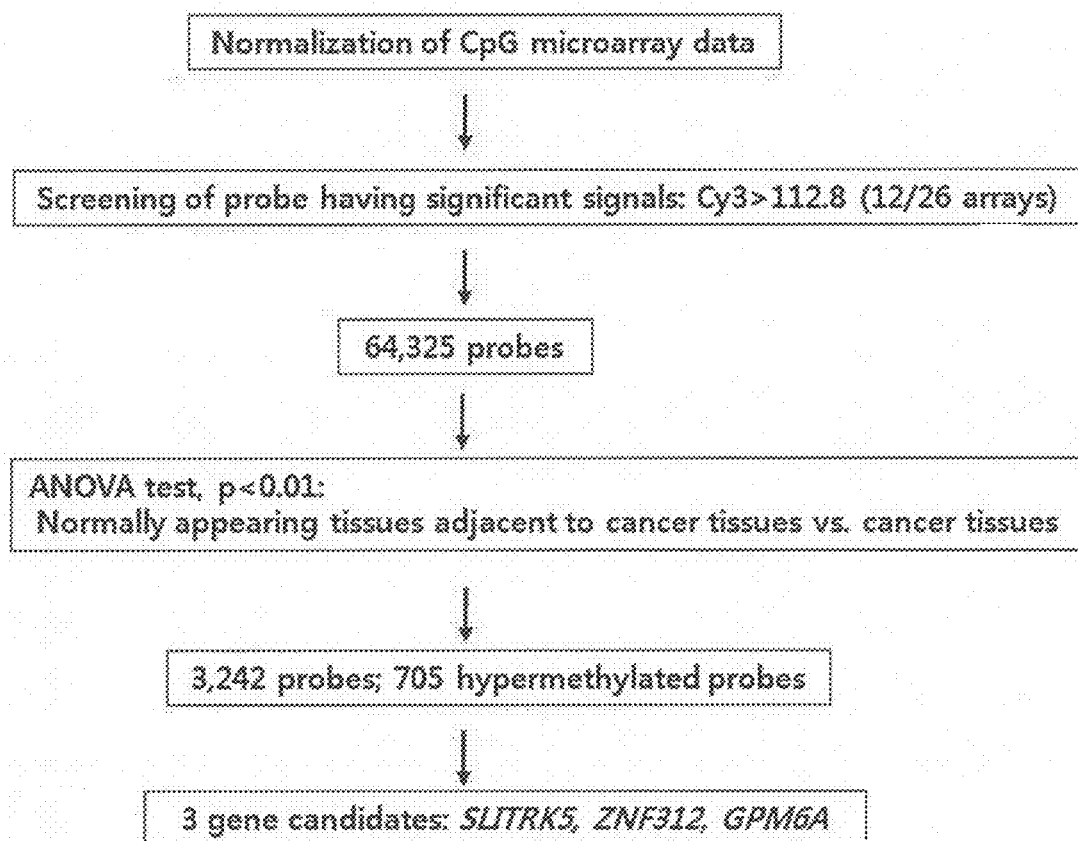 Normalization of CpG microarray data
Screening of probe having significant signals: Cy3>112.8 (12/26 arrays)
64,325 probes
ANOVA test, p<0.01:
Normally appearing tissues adjacent to cancer tissues vs. cancer tissues
3,242 probes; 705 hypermethylated probes
3 gene candidates: SLITRK5, ZNF312, GPM6A